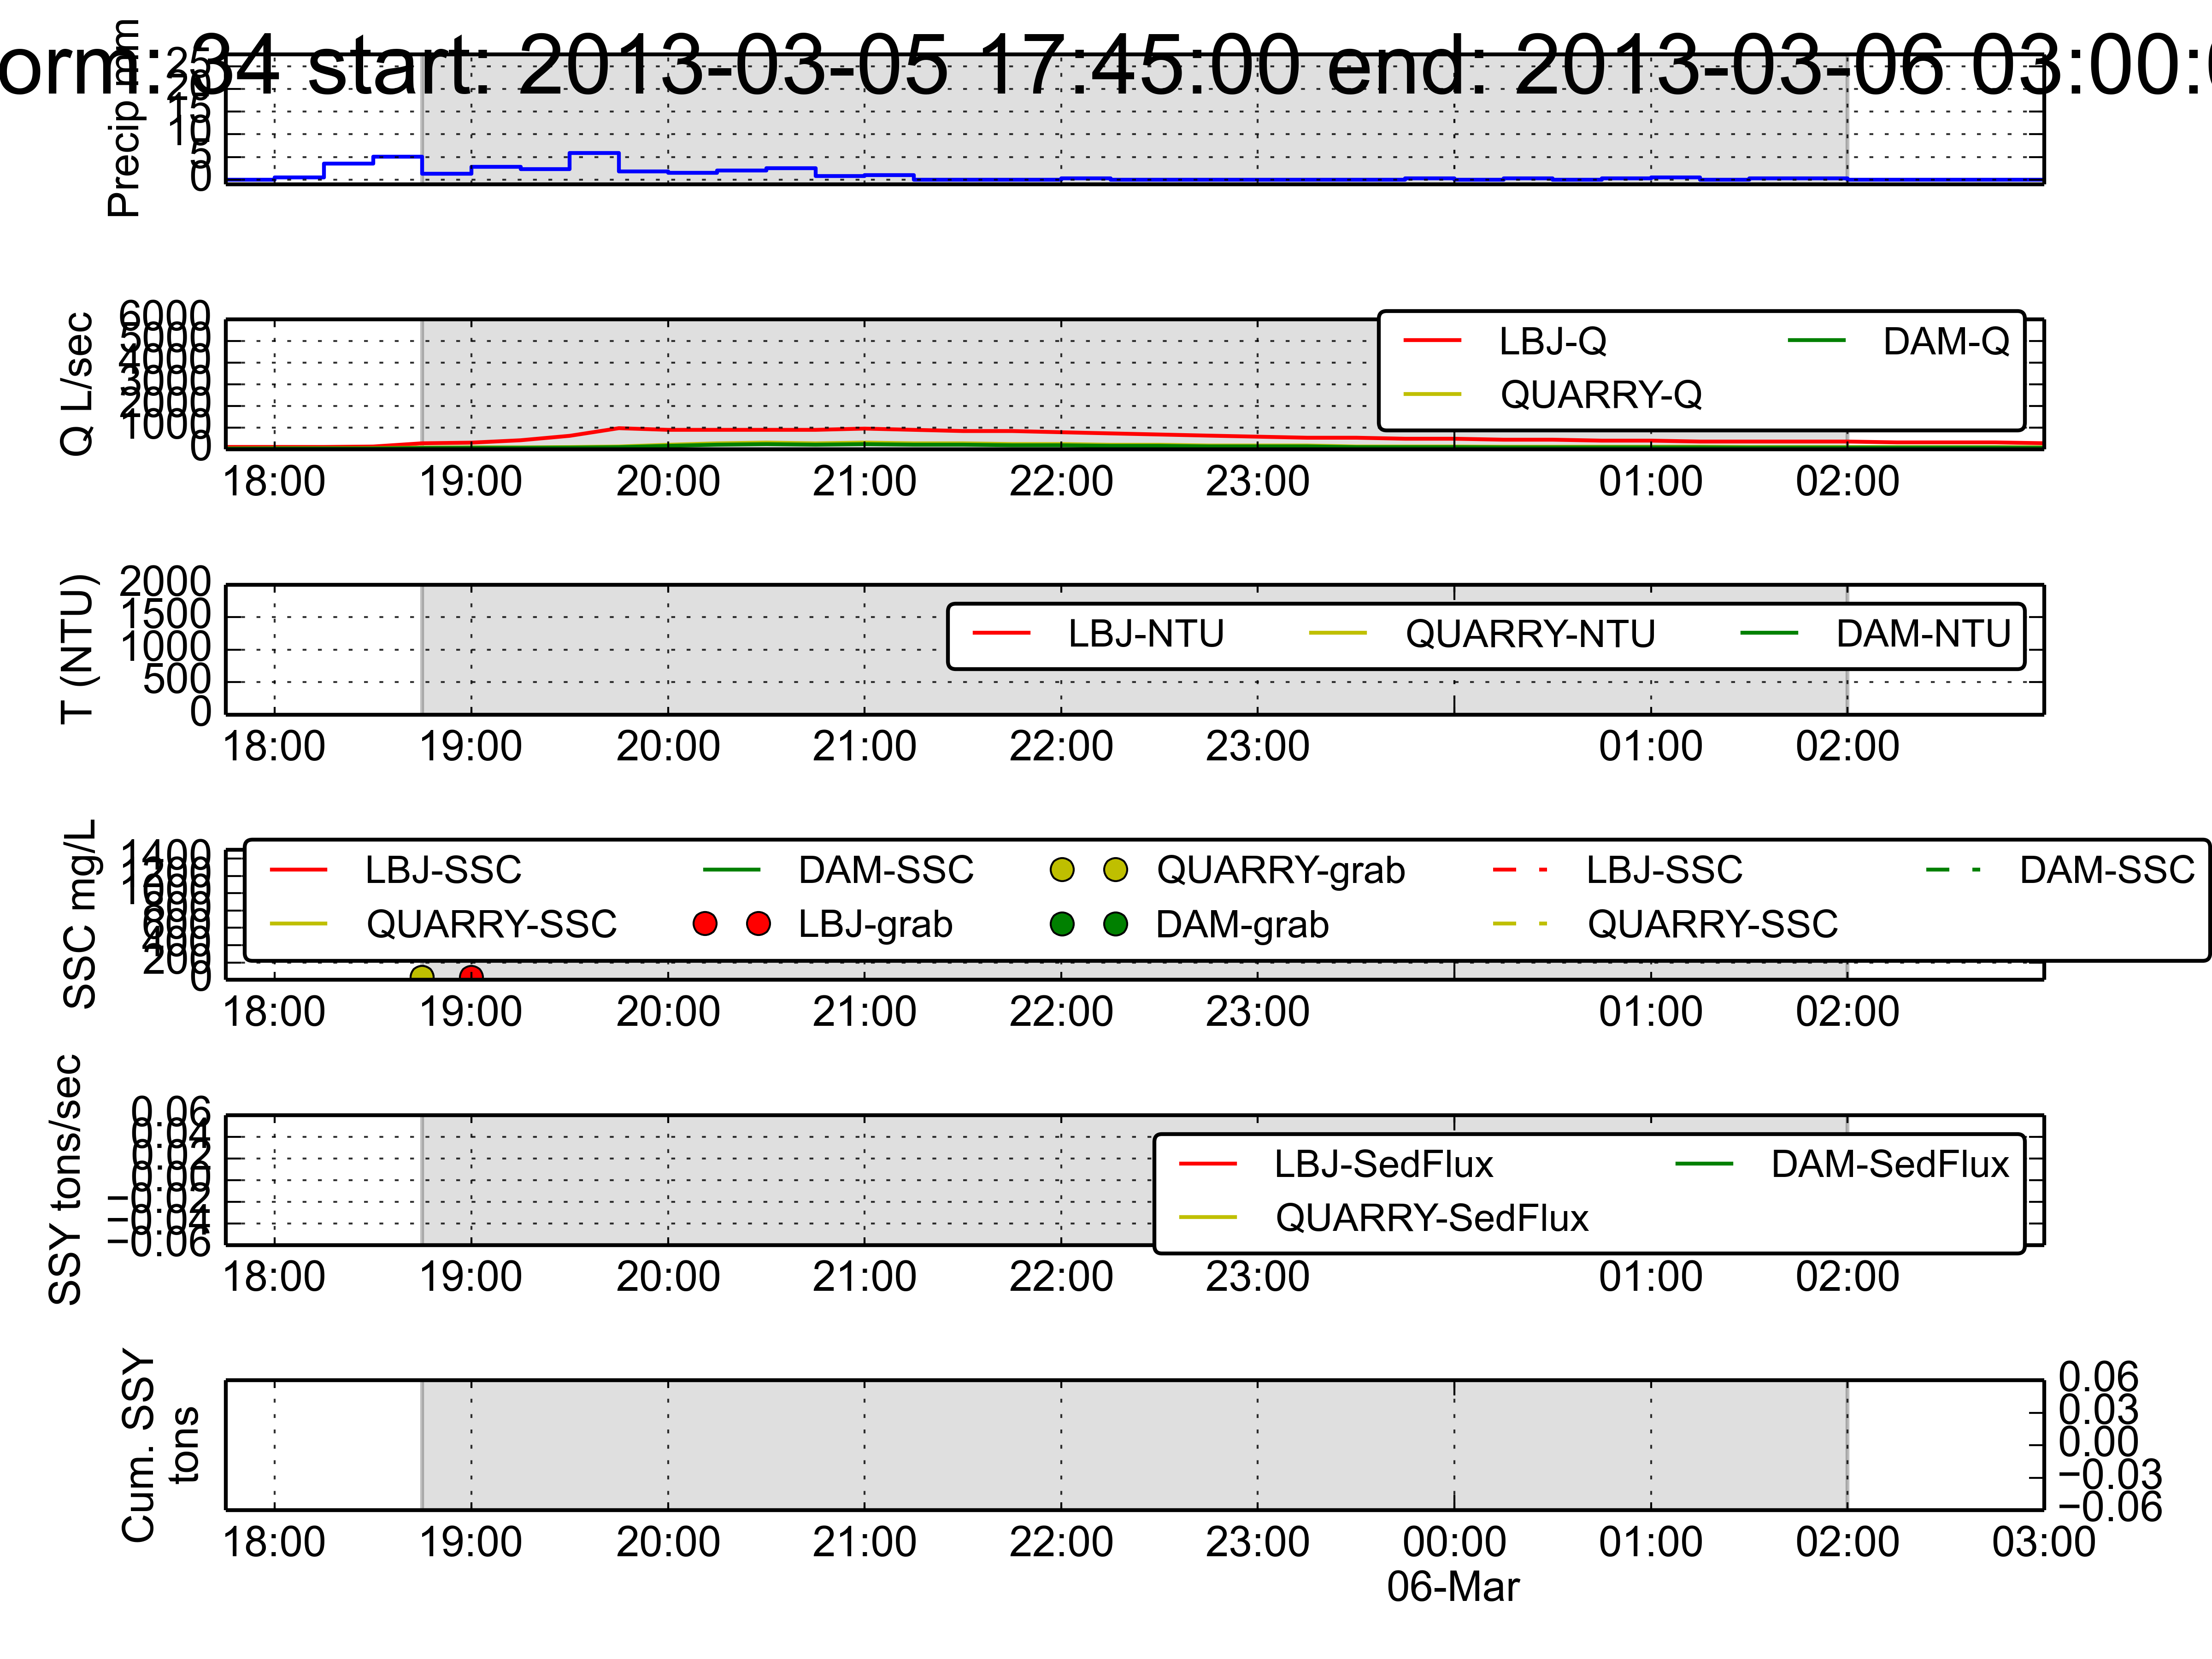 orm: 34 start: 2013-03-05 17:45:00 end: 2013-03-06 03:00:0
Precip mm
25
20
15
10
5
0
Q L/sec
6000
5000
4000
3000
2000
1000
0
LBJ-Q
DAM-Q
QUARRY-Q
18:00 19:00 20:00 21:00 22:00 23:00 01:00 02:00
T (NTU)
2000
1500
1000
500
0
LBJ-NTU QUARRY-NTU DAM-NTU
18:00 19:00 20:00 21:00 22:00 23:00 01:00 02:00
SSC mg/L
1400
1200
1000
800
600
400
200
0
LBJ-SSC DAM-SSC QUARRY-grab LBJ-SSC DAM-SSC
QUARRY-SSC LBJ-grab DAM-grab QUARRY-SSC
18:00 19:00 20:00 21:00 22:00 23:00 01:00 02:00
SSY tons/sec
0.06
0.04
0.02
0.00
−0.02
−0.04
−0.06
LBJ-SedFlux DAM-SedFlux
QUARRY-SedFlux
18:00 19:00 20:00 21:00 22:00 23:00 01:00 02:00
Cum. SSY
tons
0.06
0.03
0.00
−0.03
−0.06
18:00 19:00 20:00 21:00 22:00 23:00 00:00 01:00 02:00 03:00
06-Mar